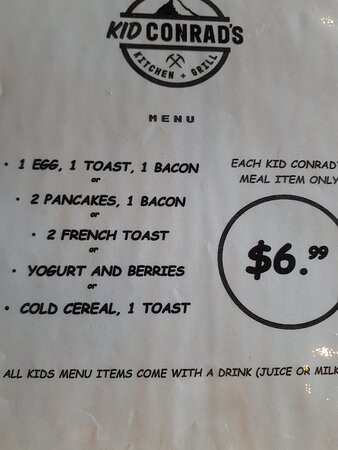 KID CONRAD'S
KITCHEN + GRILL
MENU
• 1 EGG, 1 TOAST, 1 BACON
or
• 2 PANCAKES, 1 BACON
or
• 2 FRENCH TOAST
or
• YOGURT AND BERRIES
or
• COLD CEREAL, 1 TOAST
EACH KID CONRAD'
MEAL ITEM ONLY
$6.99
ALL KIDS MENU ITEMS COME WITH A DRINK (JUICE OR MILK